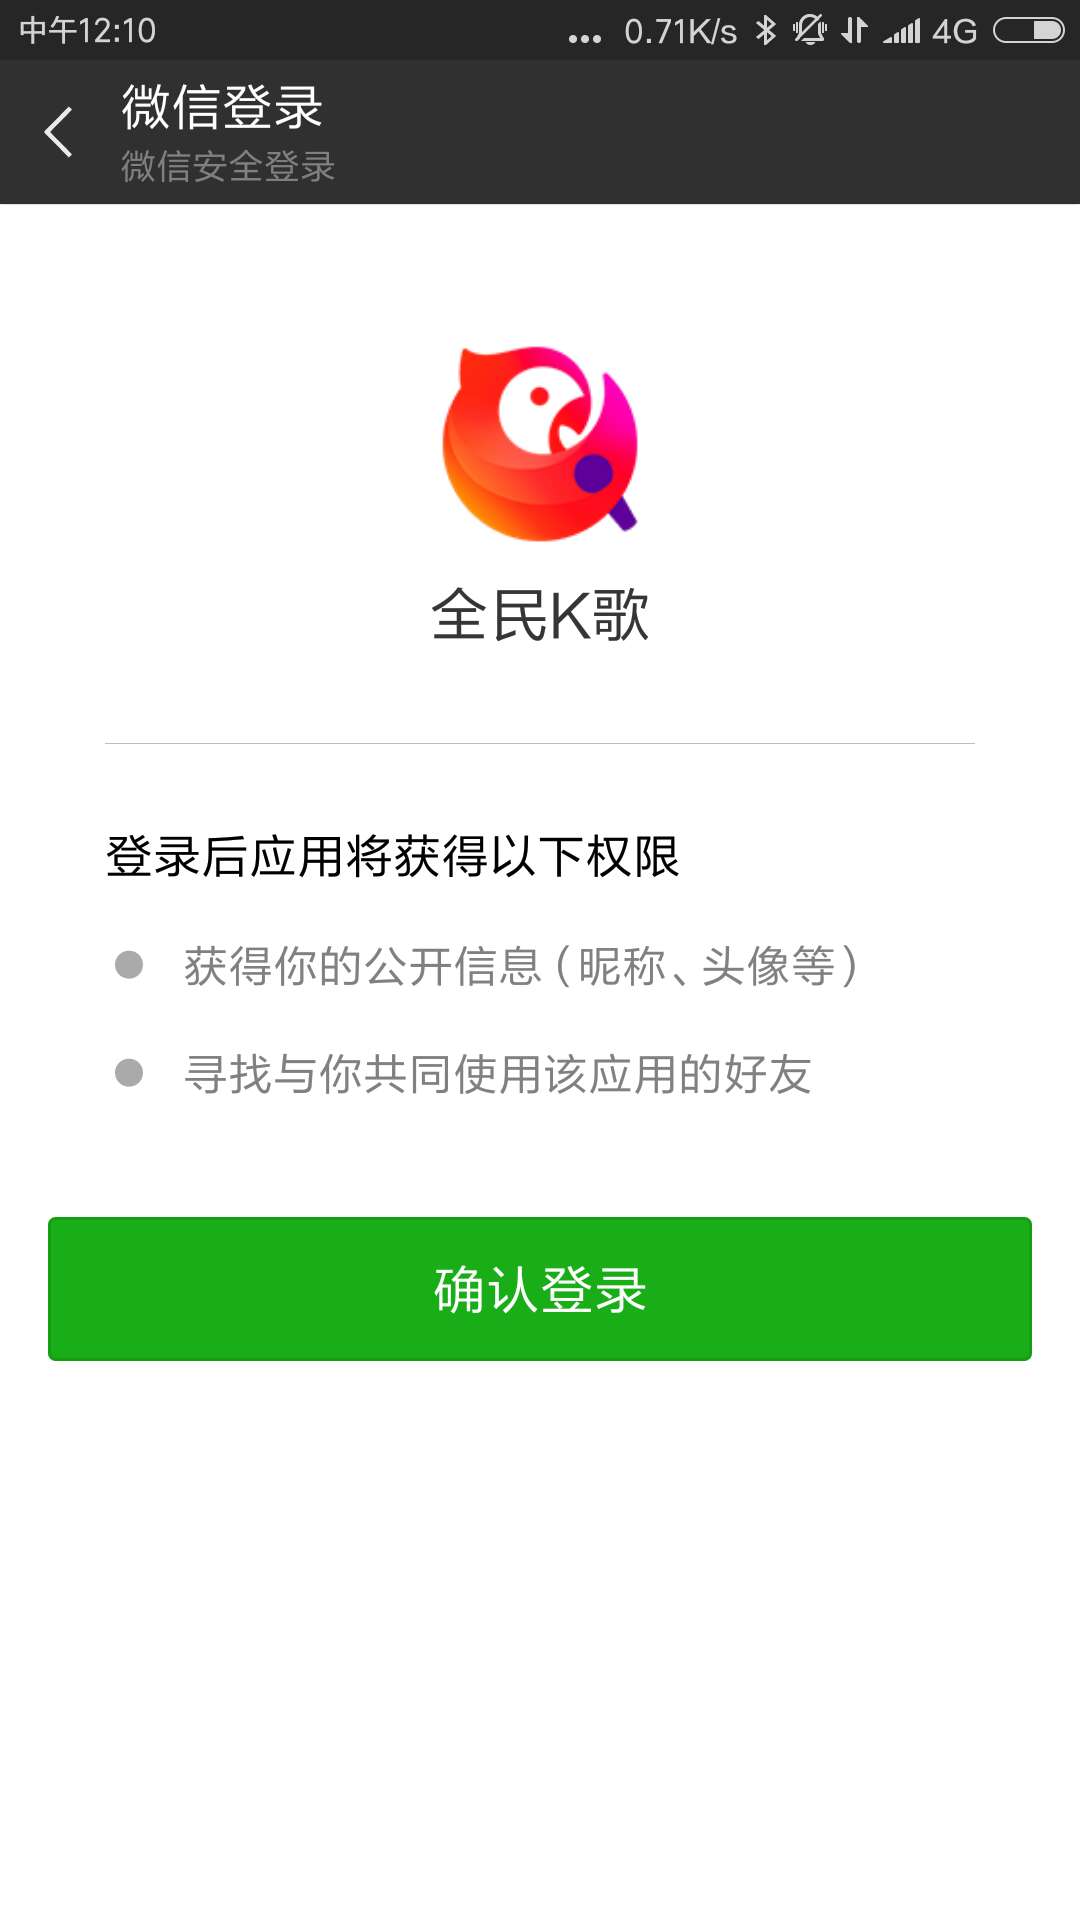 中午12:10
... 0.71K/s 4G
微信登录
微信安全登录
全民K歌
登录后应用将获得以下权限
获得你的公开信息(昵称、头像等)
寻找与你共同使用该应用的好友
确认登录